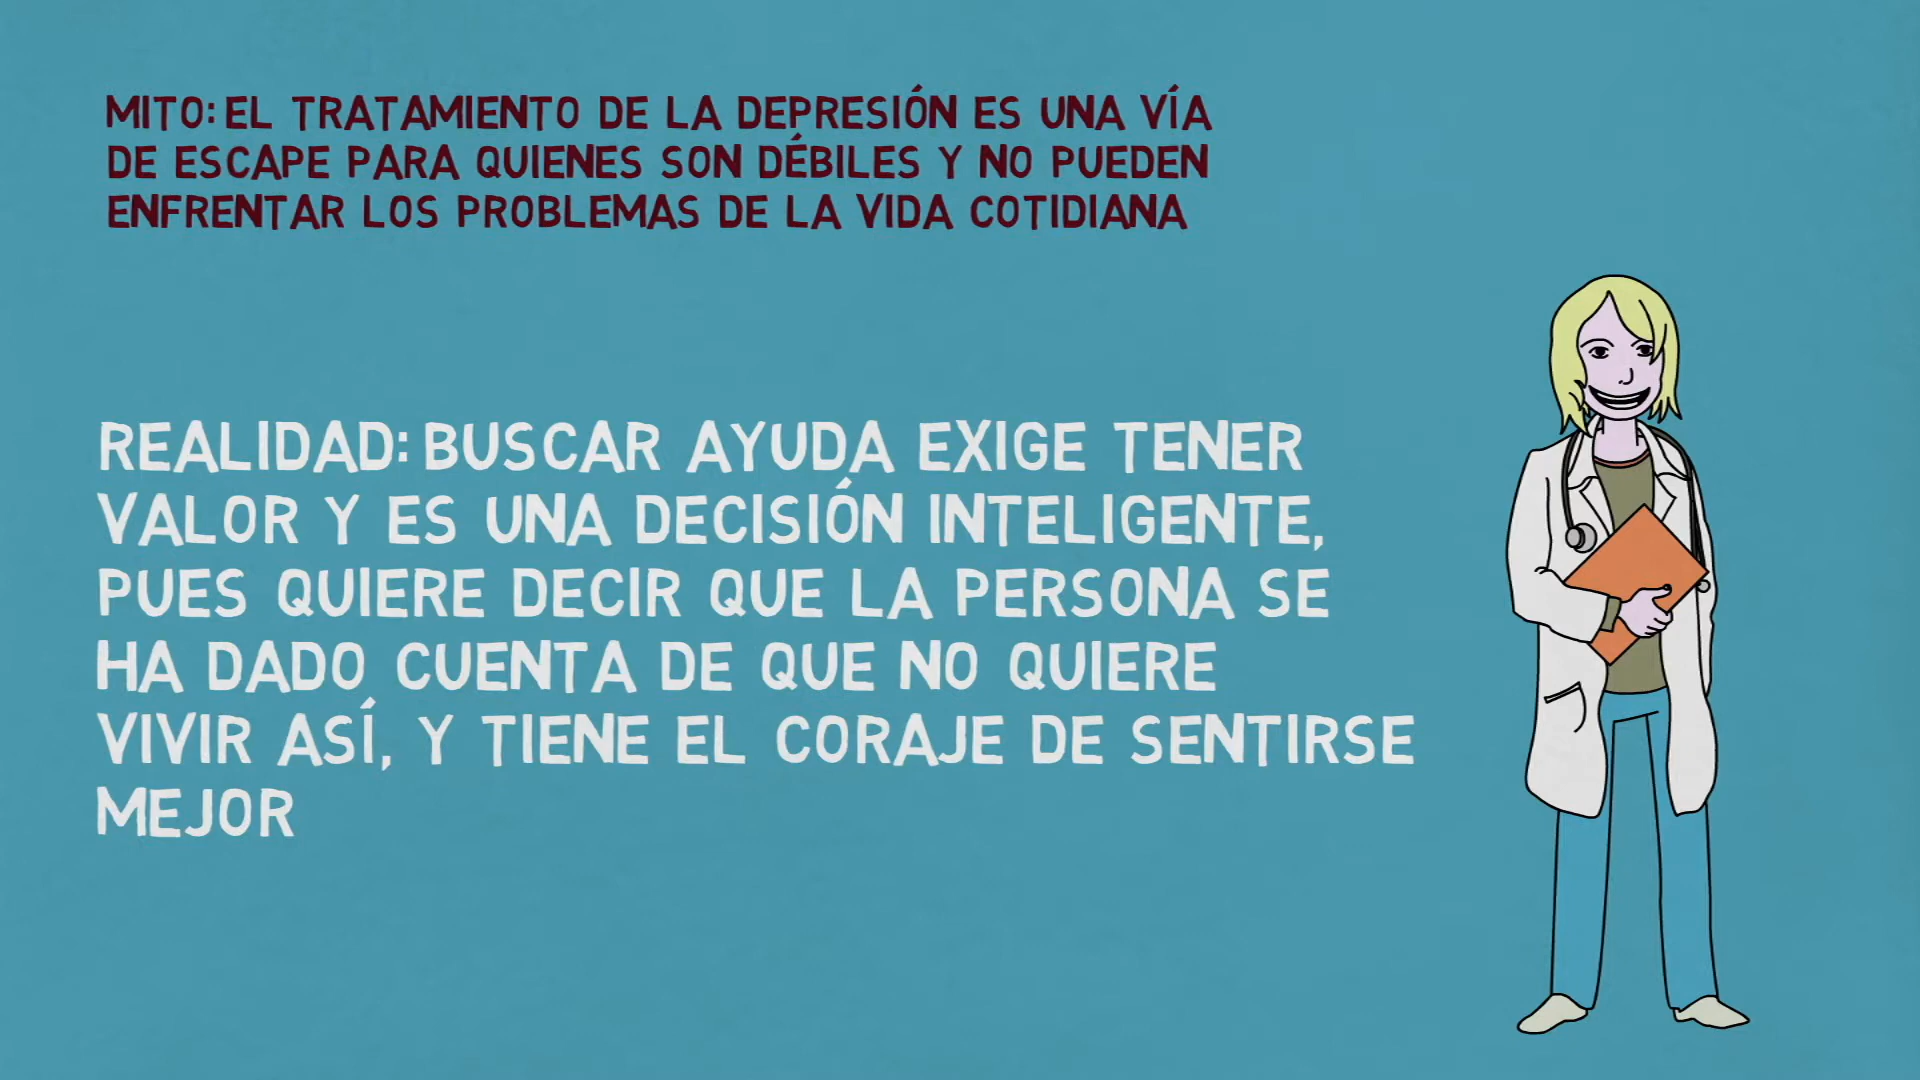 MITO: EL TRATAMIENTO DE LA DEPRESIÓN ES UNA VÍA
DE ESCAPE PARA QUIENES SON DÉBILES Y NO PUEDEN
ENFRENTAR LOS PROBLEMAS DE LA VIDA COTIDIANA
REALIDAD: BUSCAR AYUDA EXIGE TENER
VALOR Y ES UNA DECISIÓN INTELIGENTE,
PUES QUIERE DECIR QUE LA PERSONA SE
HA DADO CUENTA DE QUE NO QUIERE
VIVIR ASÍ, Y TIENE EL CORAJE DE SENTIRSE
MEJOR